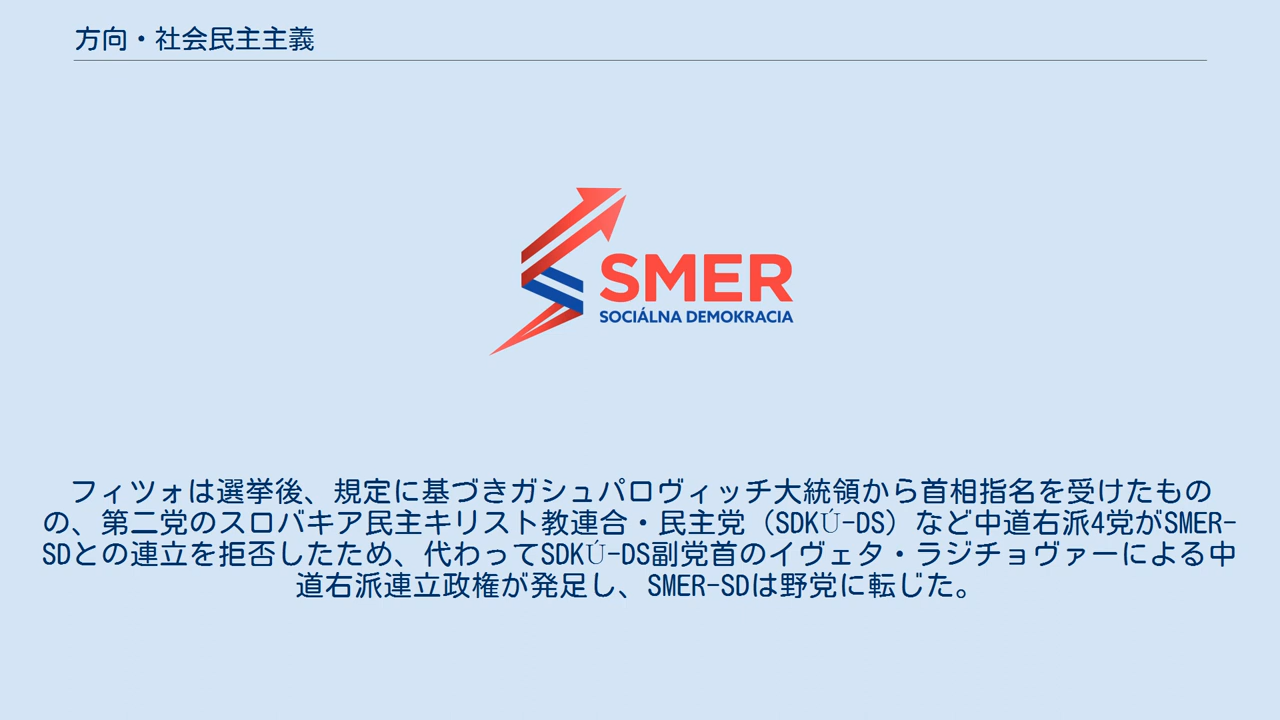 方向・社会民主主義
SMER
SOCIÁLNA DEMOKRACIA
フィツォは選挙後、規定に基づきガシュパロヴィッチ大統領から首相指名を受けたもの
の、第二党のスロバキア民主キリスト教連合・民主党（SDKÚ-DS）など中道右派4党がSMER-
SDとの連立を拒否したため、代わってSDKÚ-DS副党首のイヴェタ・ラジチョヴァーによる中
道右派連立政権が発足し、SMER-SDは野党に転じた。